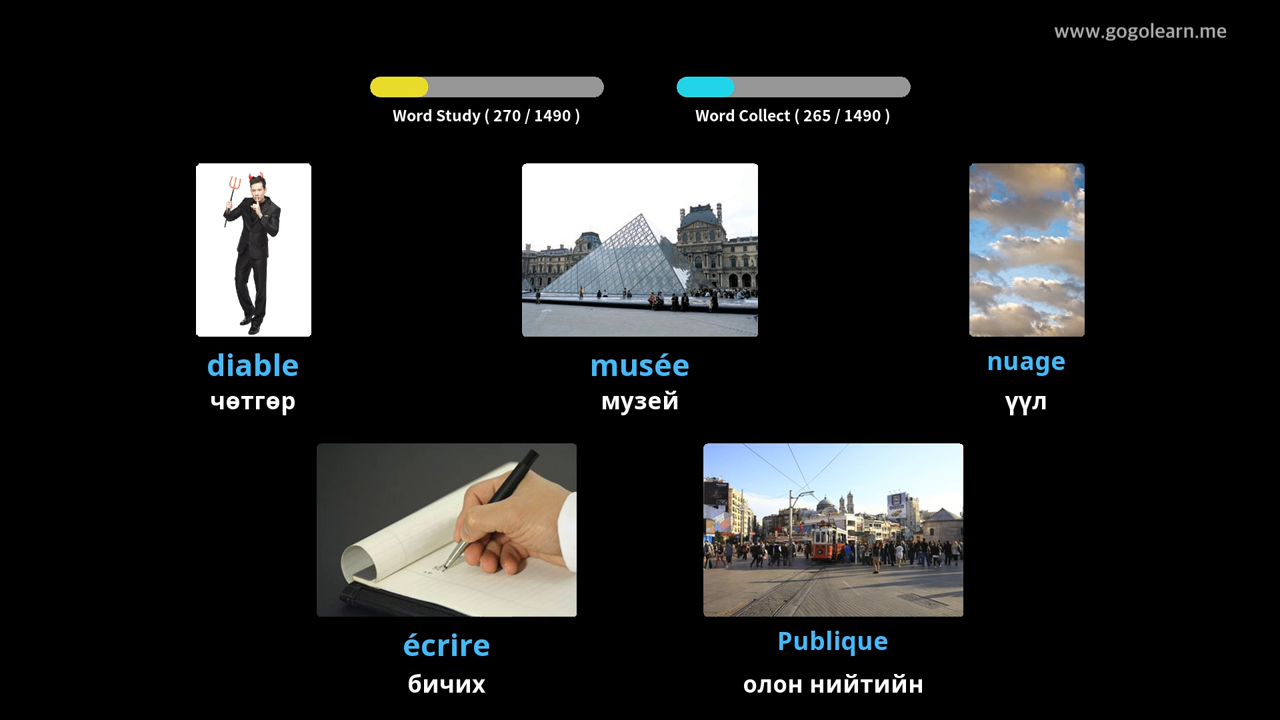 www.gogolearn.me
Word Study ( 270 / 1490 )
Word Collect ( 265 / 1490 )
diable
musée
nuage
чөтгөр
музей
үүл
écrire
Publique
бичих
олон нийтийн